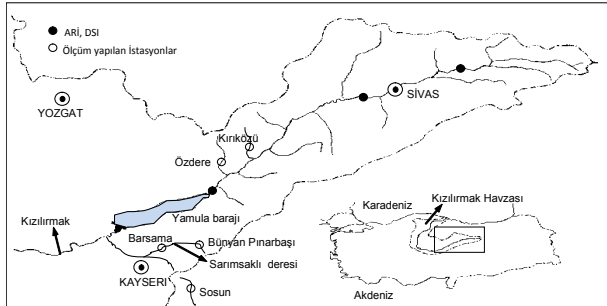 ARİ, DSI
Ölçüm yapılan İstasyonlar
YOZGAT
SİVAS
Kırıközü
Özdere
Kızılırmak Havzası
Karadeniz
Yamula barajı
Kızılırmak
Barsama
Bünyan Pınarbaşı
Sarımsaklı deresi
KAYSERI
Sosun
Akdeniz